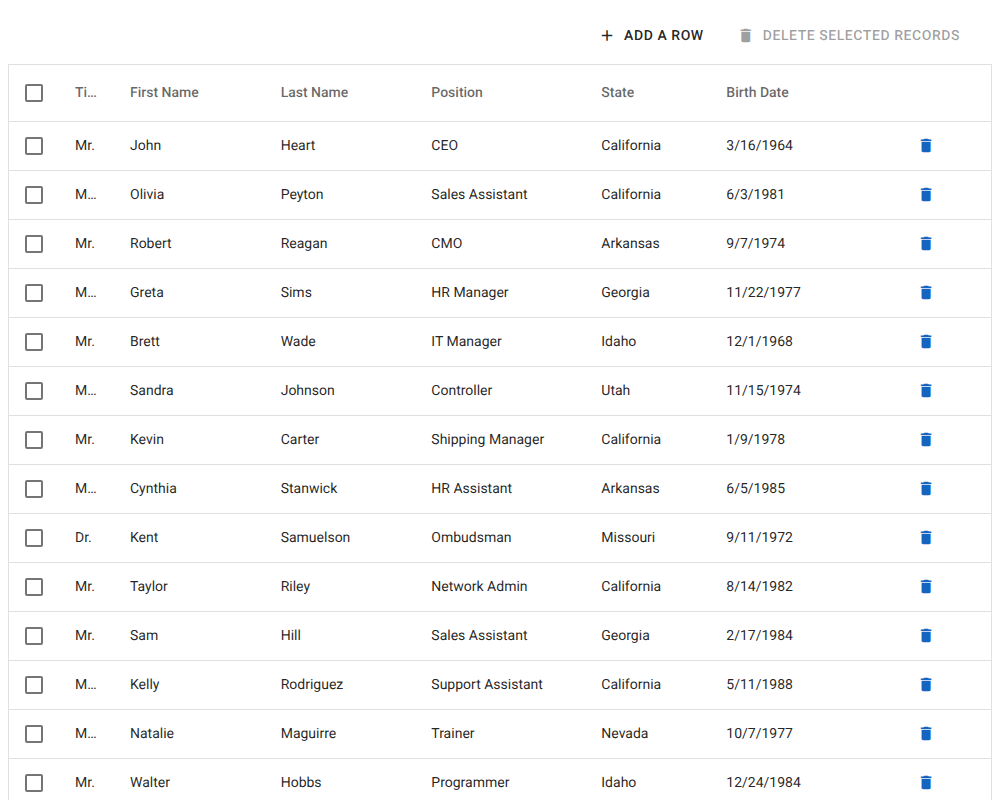 ADD A ROW DELETE SELECTED RECORDS
Ti... First Name Last Name Position State Birth Date
Mr. John Heart CEO California 3/16/1964
M... Olivia Peyton Sales Assistant California 6/3/1981
Mr. Robert Reagan CMO Arkansas 9/7/1974
M... Greta Sims HR Manager Georgia 11/22/1977
Mr. Brett Wade IT Manager Idaho 12/1/1968
M... Sandra Johnson Controller Utah 11/15/1974
Mr. Kevin Carter Shipping Manager California 1/9/1978
M... Cynthia Stanwick HR Assistant Arkansas 6/5/1985
Dr. Kent Samuelson Ombudsman Missouri 9/11/1972
Mr. Taylor Riley Network Admin California 8/14/1982
Mr. Sam Hill Sales Assistant Georgia 2/17/1984
M... Kelly Rodriguez Support Assistant California 5/11/1988
M... Natalie Maguirre Trainer Nevada 10/7/1977
Mr. Walter Hobbs Programmer Idaho 12/24/1984